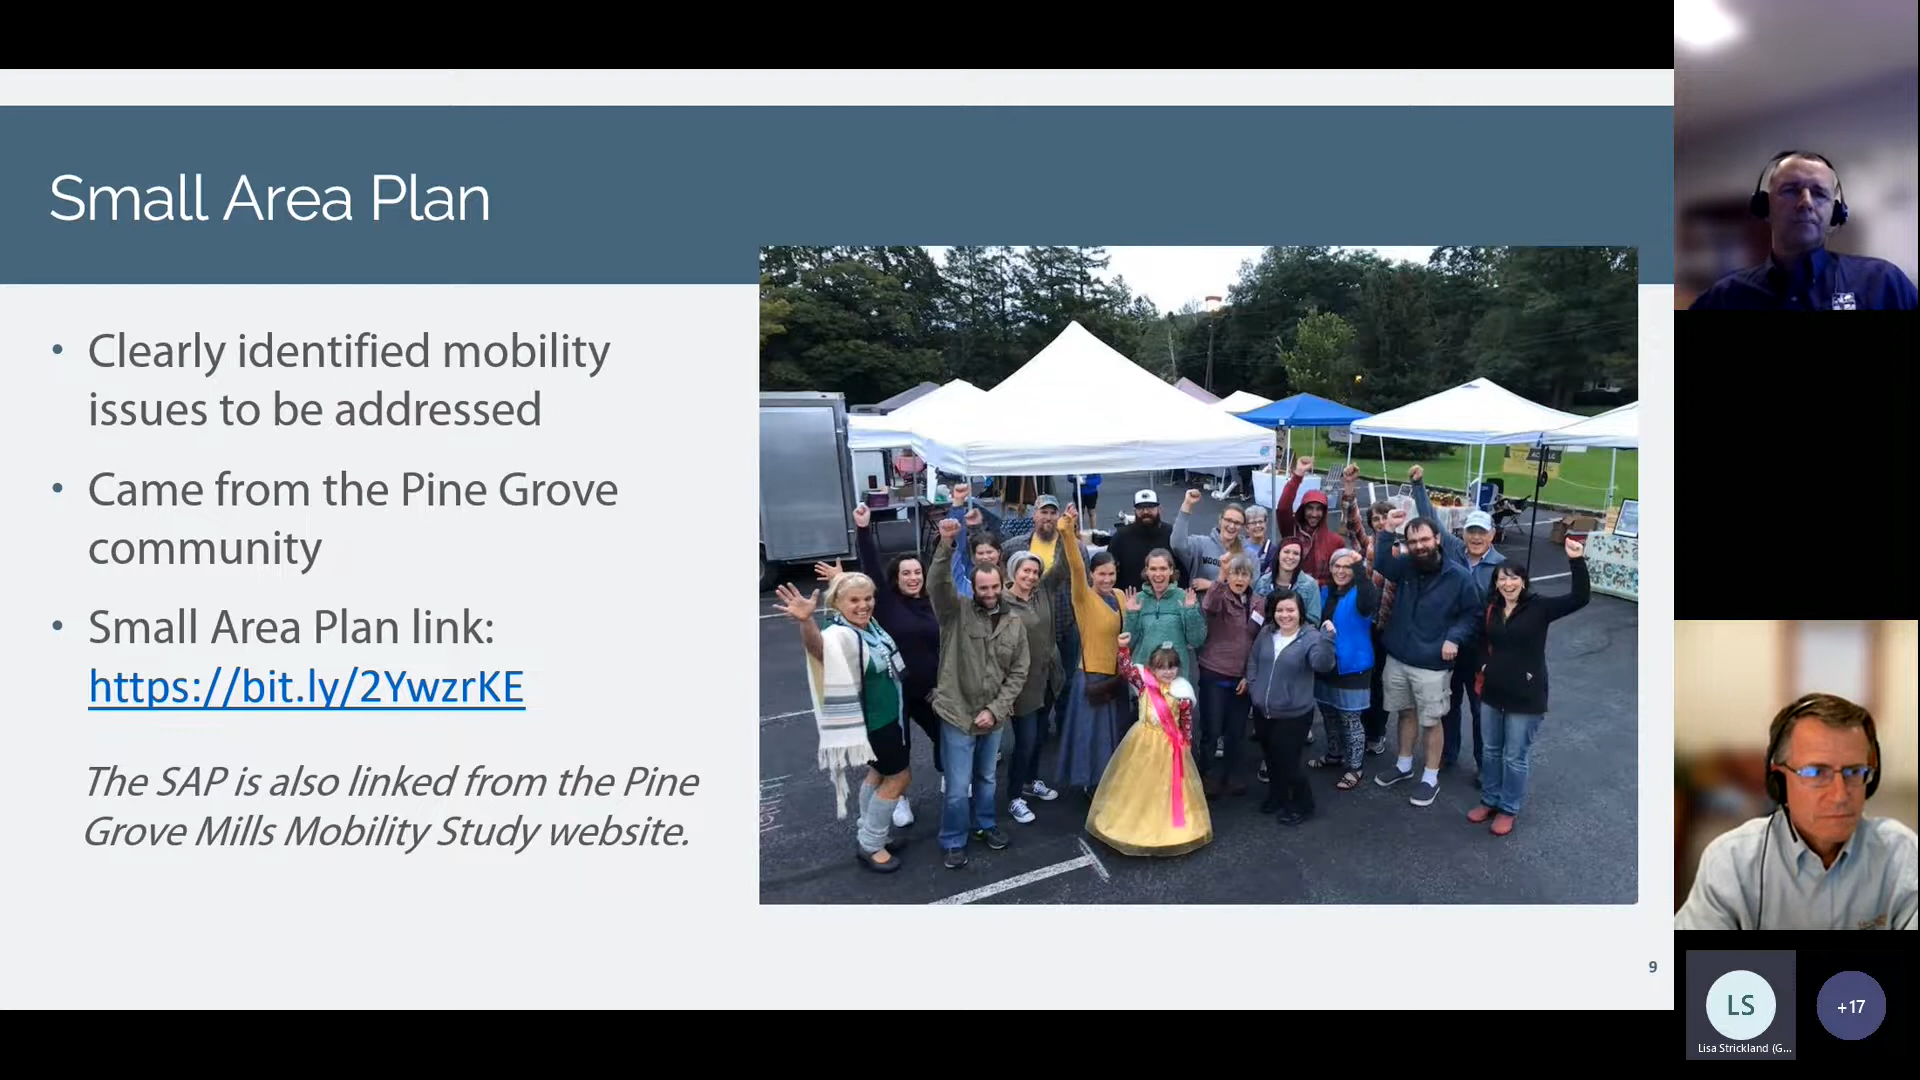 Small Area Plan
• Clearly identified mobility
issues to be addressed
• Came from the Pine Grove
community
• Small Area Plan link:
https://bit.ly/2YwzrKE
The SAP is also linked from the Pine
Grove Mills Mobility Study website.
9
LS
+17
Lisa Strickland (G...